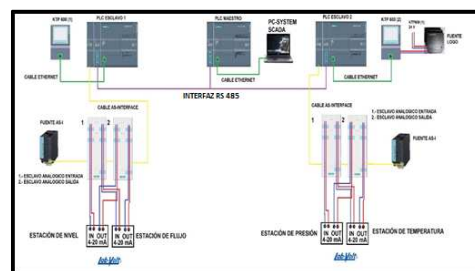 KTP 600 (1)
PLC ESCLAVO 1
PLC MAESTRO
PC-SYSTEM
SCADA
PLC ESCLAVO 2
KTP 600 (2)
FUENTE
LOGO
CABLE ETHERNET
CABLE ETHERNET
CABLE ETHERNET
INTERFAZ RS 485
CABLE AS-INTERFACE
CABLE AS-INTERFACE
1 2
1 2
FUENTE AS-I
1.- ESCLAVO ANALOGICO ENTRADA
2.- ESCLAVO ANALOGICO SALIDA
1.- ESCLAVO ANALOGICO ENTRADA
2.- ESCLAVO ANALOGICO SALIDA
FUENTE AS-I
IN OUT
4-20 mA
IN OUT
4-20 mA
IN OUT
4-20 mA
IN OUT
4-20 mA
ESTACIÓN DE NIVEL
ESTACIÓN DE FLUJO
ESTACIÓN DE PRESIÓN
ESTACIÓN DE TEMPERATURA
Lab-Volt
Lab-Volt